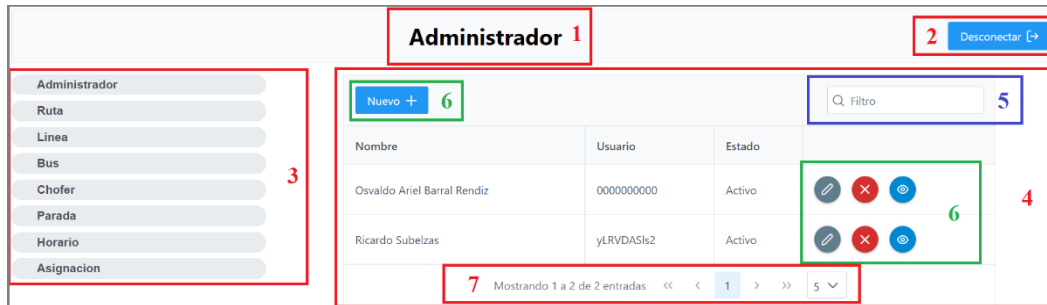 Administrador 1
2 Desconectar
Administrador
Ruta
Linea
Bus
Chofer
Parada
Horario
Asignacion
3
Nuevo + 6
Filtro 5
Nombre Usuario Estado
Osvaldo Ariel Barral Rendiz 0000000000 Activo
Ricardo Subelzas yLRVDASls2 Activo
6
4
7 Mostrando 1 a 2 de 2 entradas << < 1 > >> 5